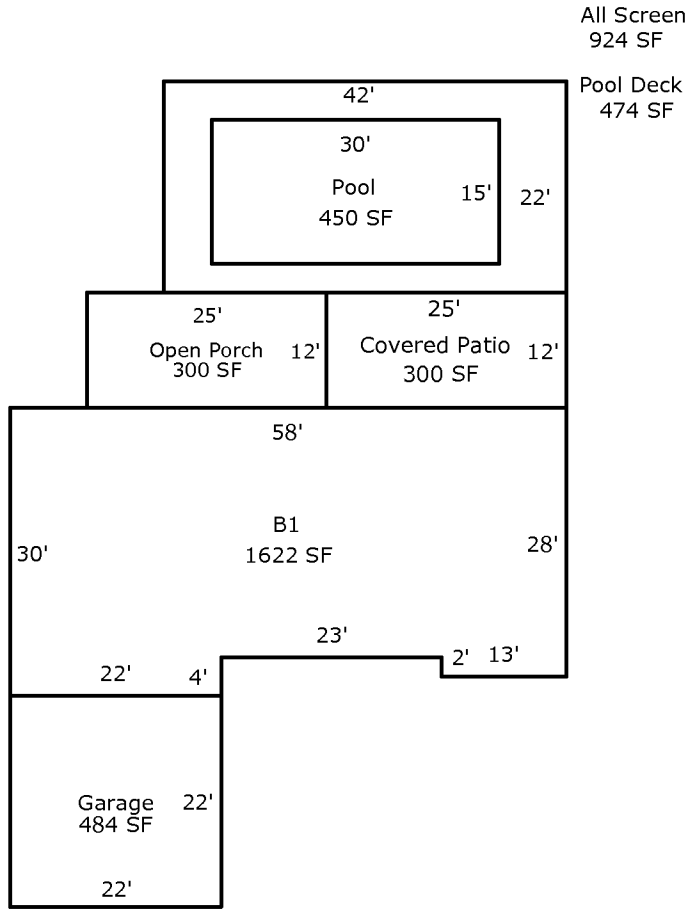 All Screen
924 SF
Pool Deck
474 SF
42'
30'
Pool
450 SF
15'
22'
25'
Open Porch
300 SF
12'
25'
Covered Patio
300 SF
12'
58'
B1
1622 SF
30'
28'
23'
2'
13'
22'
4'
Garage
484 SF
22'
22'